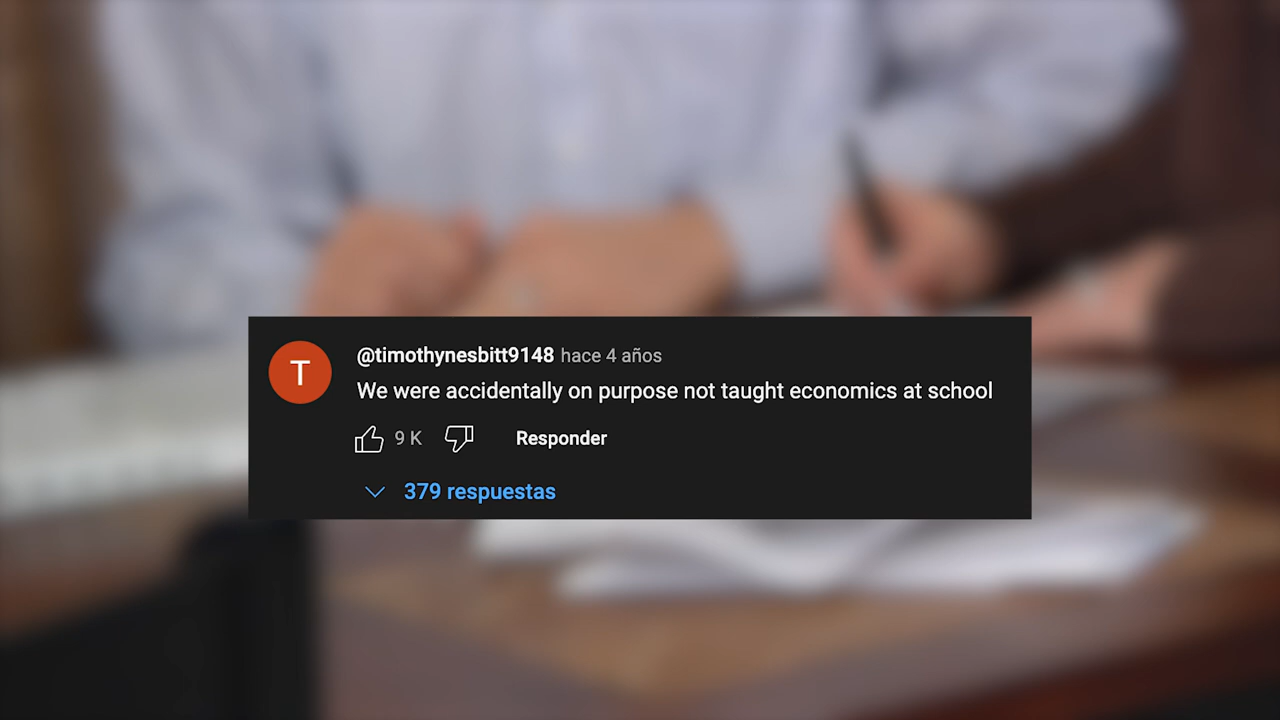 T
@timothynesbitt9148 hace 4 años
We were accidentally on purpose not taught economics at school
9 K Responder
379 respuestas